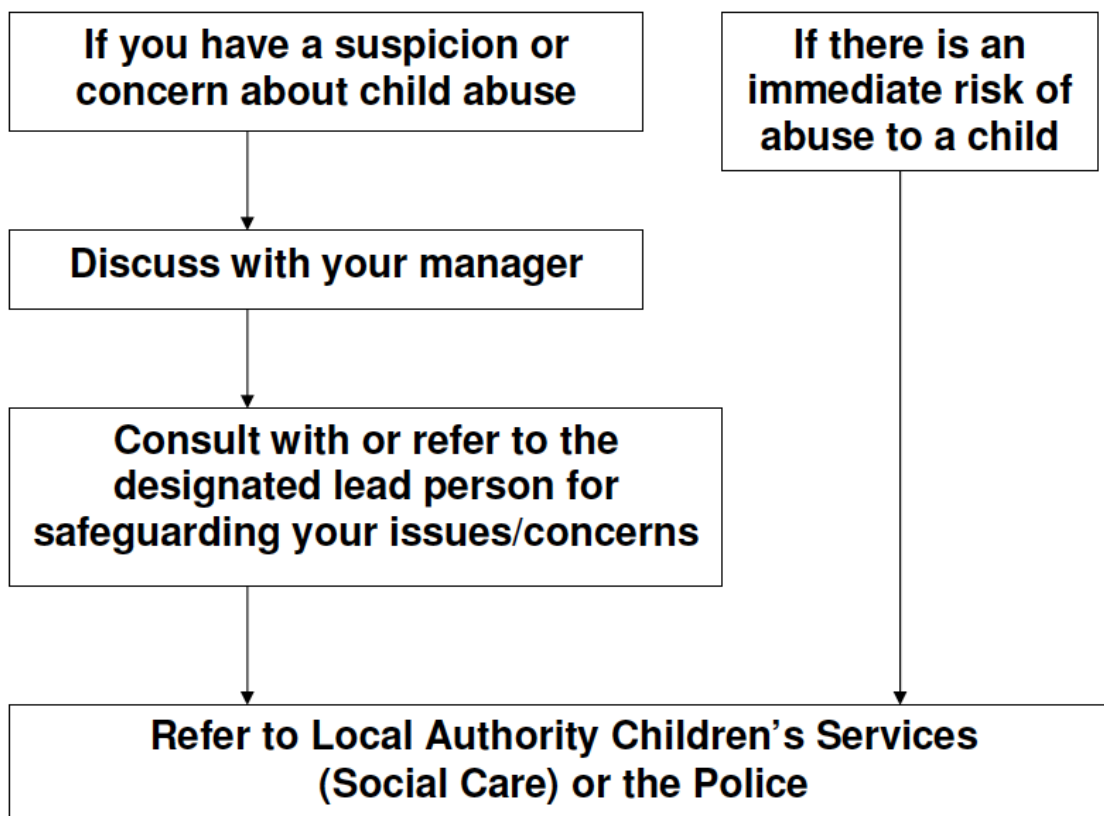 If you have a suspicion or
concern about child abuse
If there is an
immediate risk of
abuse to a child
Discuss with your manager
Consult with or refer to the
designated lead person for
safeguarding your issues/concerns
Refer to Local Authority Children’s Services
(Social Care) or the Police